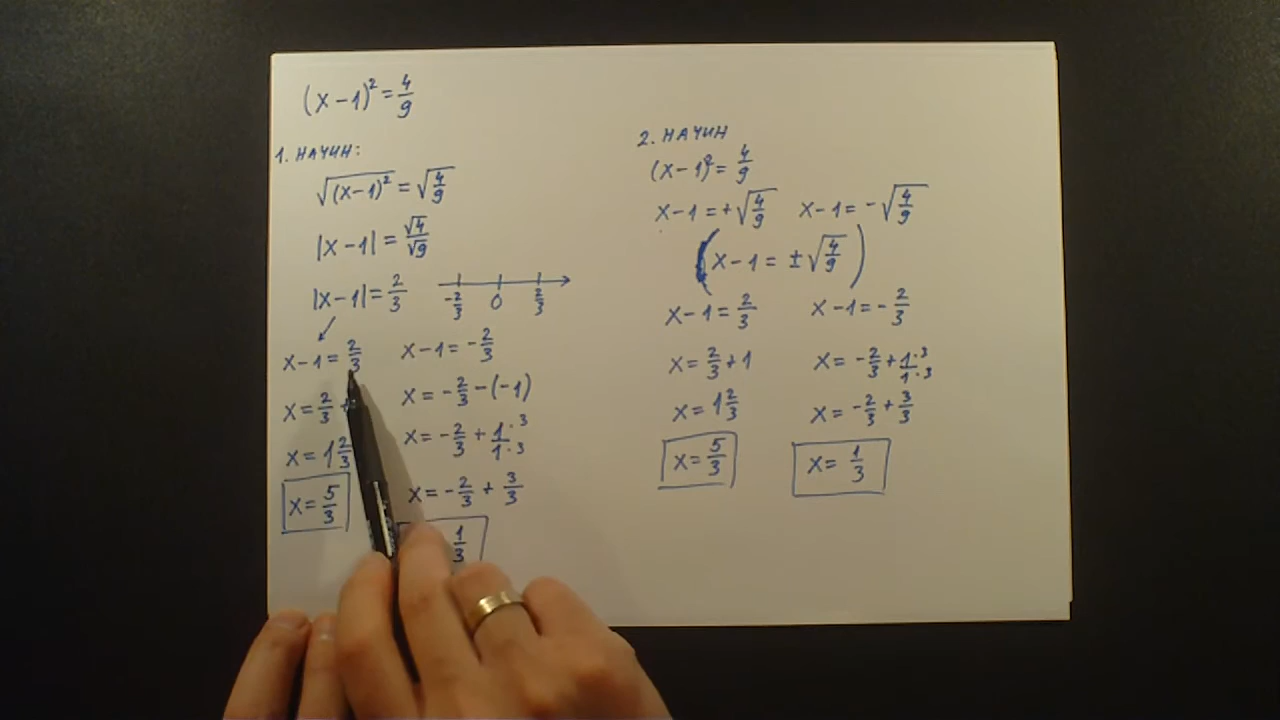 (x-1)² = 4/9
1. НАЧИН:
√(x-1)² = √4/9
|x-1| = √4/√9
|x-1| = 2/3
-2/3 0 2/3
x-1 = 2/3
x = 2/3 +
x = 1 2/3
x = 5/3
x-1 = -2/3
x = -2/3 - (-1)
x = -2/3 + 1·3/1·3
x = -2/3 + 3/3
1/3
2. НАЧИН
(x-1)² = 4/9
x-1 = +√4/9 x-1 = -√4/9
(x-1 = ±√4/9)
x-1 = 2/3
x = 2/3 + 1
x = 1 2/3
x = 5/3
x-1 = -2/3
x = -2/3 + 1·3/1·3
x = -2/3 + 3/3
x = 1/3